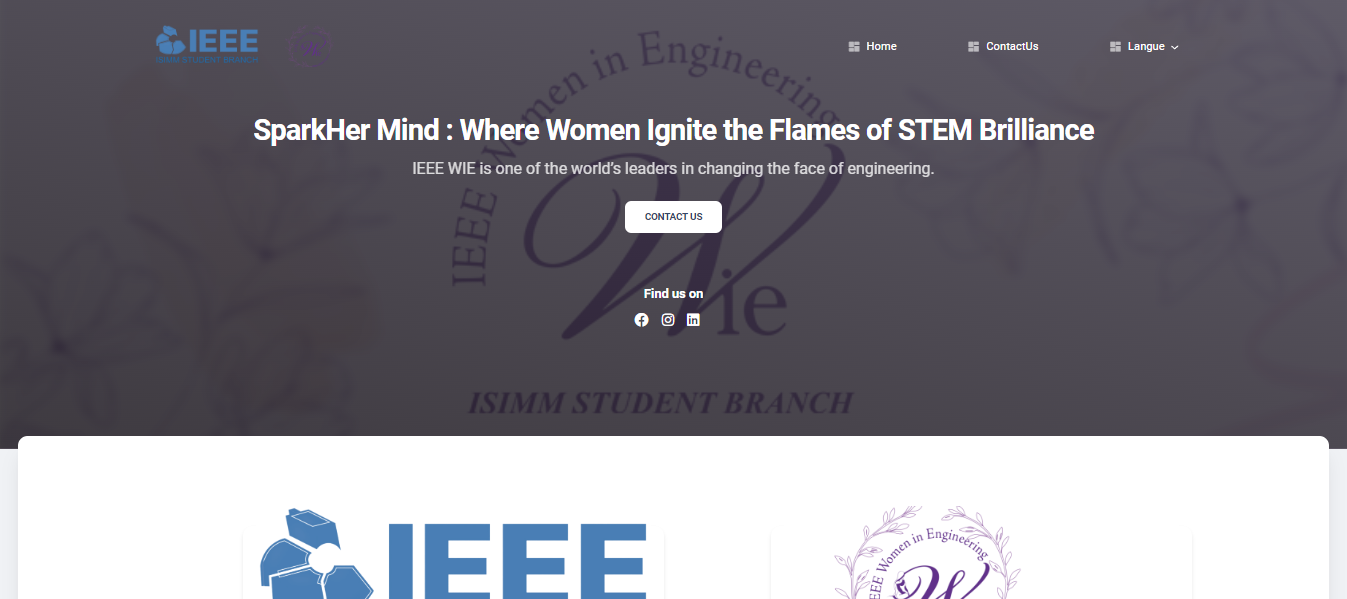 IEEE
ISIMM STUDENT BRANCH
Home
ContactUs
Langue
IEEE Women in Engineering
SparkHer Mind : Where Women Ignite the Flames of STEM Brilliance
IEEE WIE is one of the world's leaders in changing the face of engineering.
CONTACT US
Wie
Find us on
ISIMM STUDENT BRANCH
IEEE
IEEE Women in Engineering
W